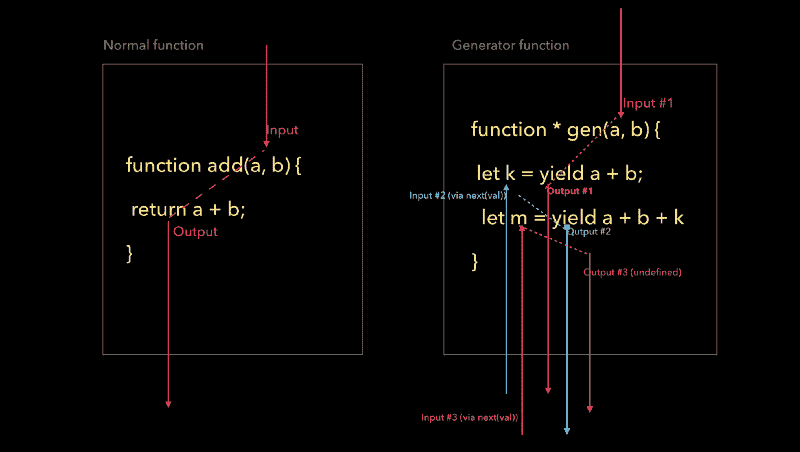 Normal function
Input
function add(a, b) {
return a + b;
Output
}
Generator function
Input #1
function * gen(a, b) {
let k = yield a + b;
Output #1
Input #2 (via next(val))
let m = yield a + b + k
Output #2
}
Output #3 (undefined)
Input #3 (via next(val))